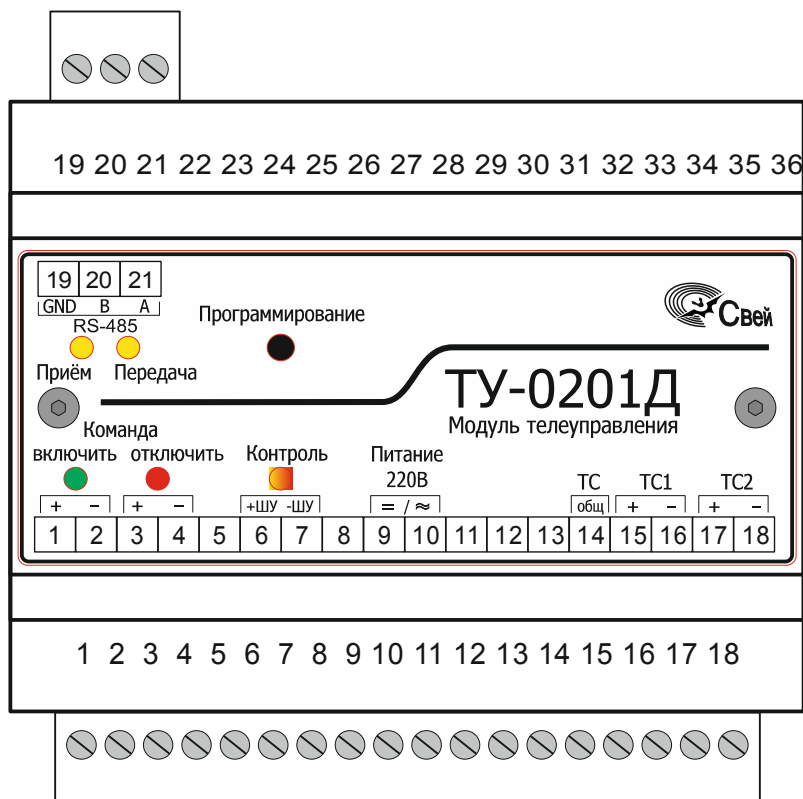 19 20 21 22 23 24 25 26 27 28 29 30 31 32 33 34 35 36
19 20 21
GND B A
RS-485
Программирование
Свей
Приём Передача
ТУ-0201Д
Модуль телеуправления
Команда
включить отключить Контроль Питание
220В
ТС ТС1 ТС2
+ − + − +ШУ -ШУ = / ≈ общ + − + −
1 2 3 4 5 6 7 8 9 10 11 12 13 14 15 16 17 18
1 2 3 4 5 6 7 8 9 10 11 12 13 14 15 16 17 18